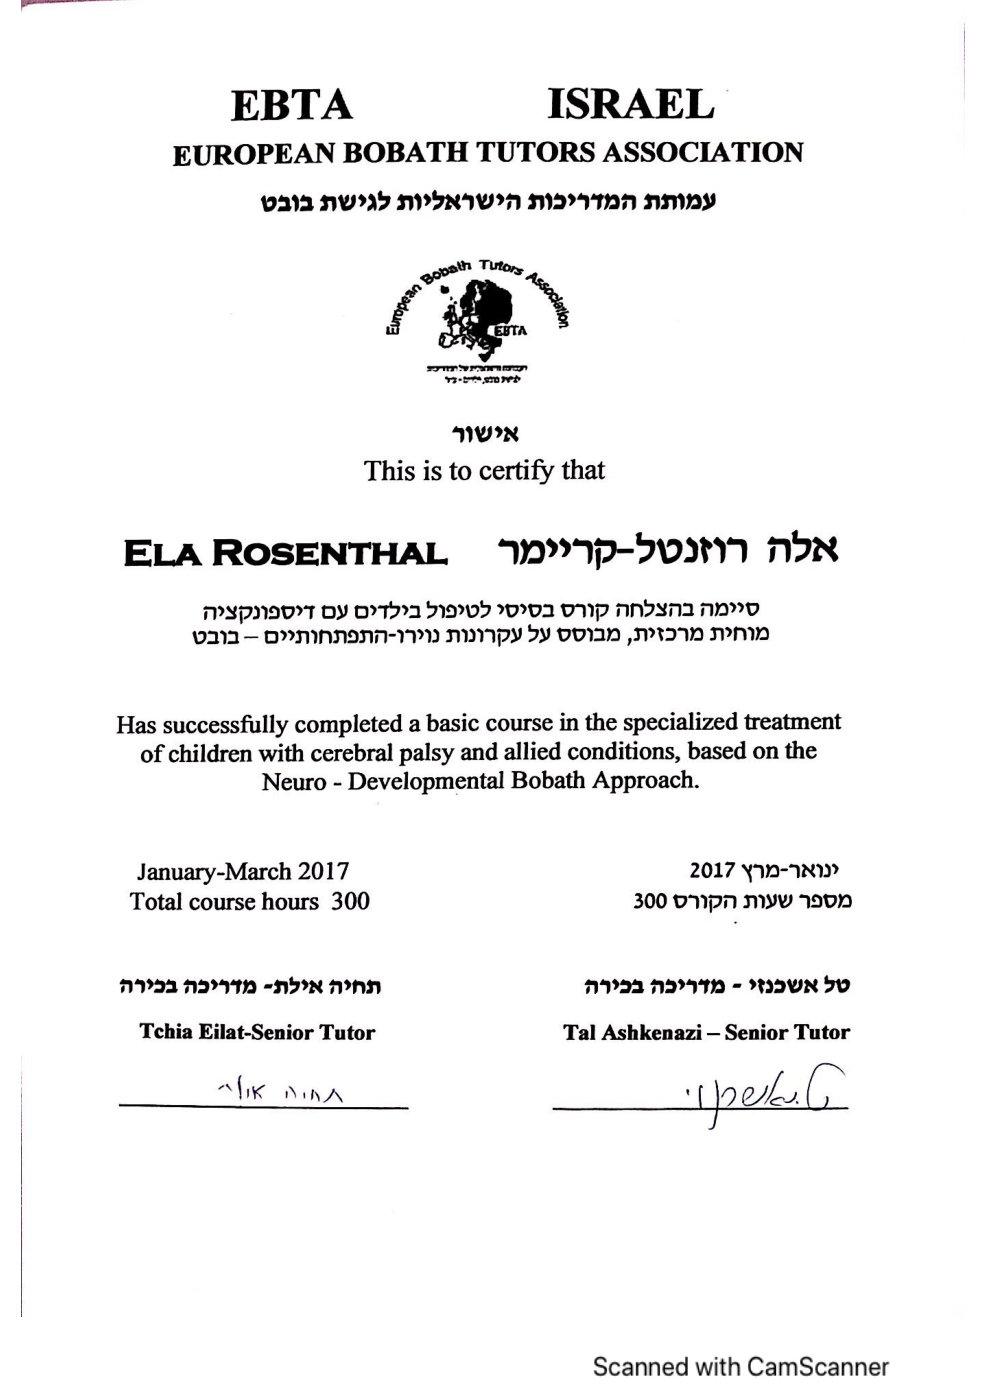 EBTA ISRAEL
EUROPEAN BOBATH TUTORS ASSOCIATION
עמותת המדריכות הישראליות לגישת בובט
European Bobath Tutors Association
EBTA
אישור
This is to certify that
ELA ROSENTHAL אלה רוזנטל-קריימר
סיימה בהצלחה קורס בסיסי לטיפול בילדים עם דיספונקציה
מוחית מרכזית, מבוסס על עקרונות נוירו-התפתחותיים – בובט
Has successfully completed a basic course in the specialized treatment
of children with cerebral palsy and allied conditions, based on the
Neuro - Developmental Bobath Approach.
January-March 2017 ינואר-מרץ 2017
Total course hours 300 מספר שעות הקורס 300
תחיה אילת- מדריכה בכירה טל אשכנזי - מדריכה בכירה
Tchia Eilat-Senior Tutor Tal Ashkenazi – Senior Tutor
תחיה אילת טל אשכנזי
Scanned with CamScanner